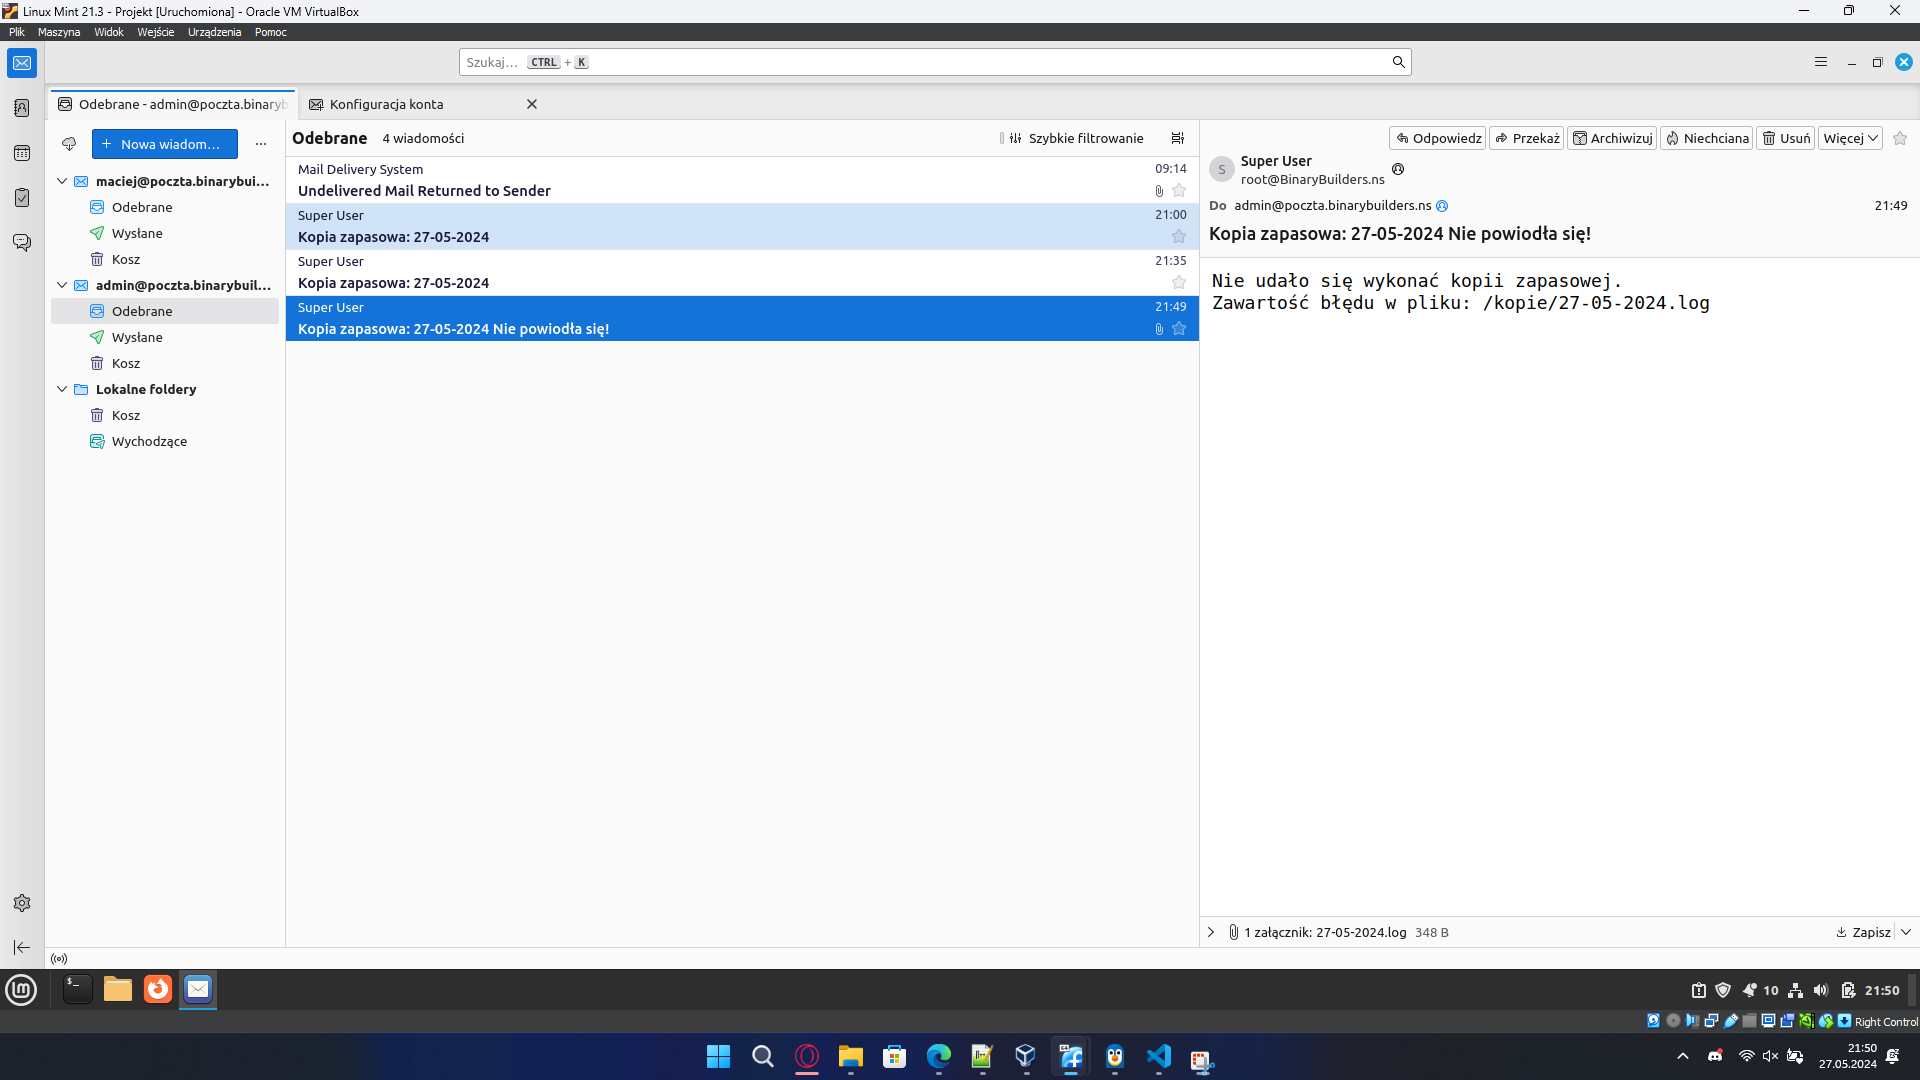 Linux Mint 21.3 - Projekt [Uruchomiona] - Oracle VM VirtualBox
Plik Maszyna Widok Wejście Urządzenia Pomoc
Szukaj… CTRL + K
Odebrane - admin@poczta.binaryb
Konfiguracja konta
+ Nowa wiadom…
maciej@poczta.binarybui…
Odebrane
Wysłane
Kosz
admin@poczta.binarybuil…
Odebrane
Wysłane
Kosz
Lokalne foldery
Kosz
Wychodzące
Odebrane 4 wiadomości Szybkie filtrowanie
Mail Delivery System 09:14
Undelivered Mail Returned to Sender
Super User 21:00
Kopia zapasowa: 27-05-2024
Super User 21:35
Kopia zapasowa: 27-05-2024
Super User 21:49
Kopia zapasowa: 27-05-2024 Nie powiodła się!
Odpowiedz Przekaż Archiwizuj Niechciana Usuń Więcej
S
Super User
root@BinaryBuilders.ns
Do admin@poczta.binarybuilders.ns 21:49
Kopia zapasowa: 27-05-2024 Nie powiodła się!
Nie udało się wykonać kopii zapasowej.
Zawartość błędu w pliku: /kopie/27-05-2024.log
1 załącznik: 27-05-2024.log 348 B Zapisz
10 21:50
Right Control
21:50
27.05.2024